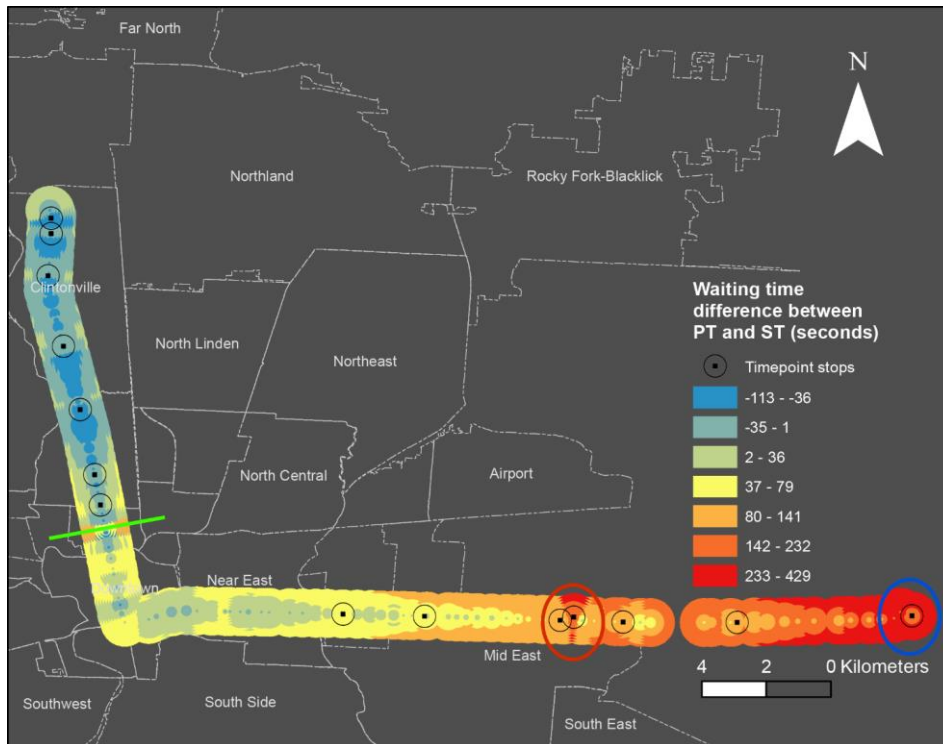 Far North
N
Northland
Rocky Fork-Blacklick
Clintonville
Waiting time
difference between
PT and ST (seconds)
Timepoint stops
-113 - -36
-35 - 1
2 - 36
37 - 79
80 - 141
142 - 232
233 - 429
North Linden
Northeast
North Central
Airport
Near East
Mid East
4 2 0 Kilometers
Southwest
South Side
South East